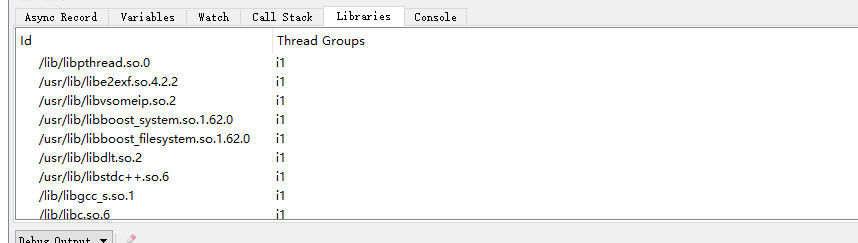 Async Record Variables Watch Call Stack Libraries Console
Id Thread Groups
/lib/libpthread.so.0 i1
/usr/lib/libe2exf.so.4.2.2 i1
/usr/lib/libvsomeip.so.2 i1
/usr/lib/libboost_system.so.1.62.0 i1
/usr/lib/libboost_filesystem.so.1.62.0 i1
/usr/lib/libdlt.so.2 i1
/usr/lib/libstdc++.so.6 i1
/lib/libgcc_s.so.1 i1
/lib/libc.so.6 i1
Debug Output